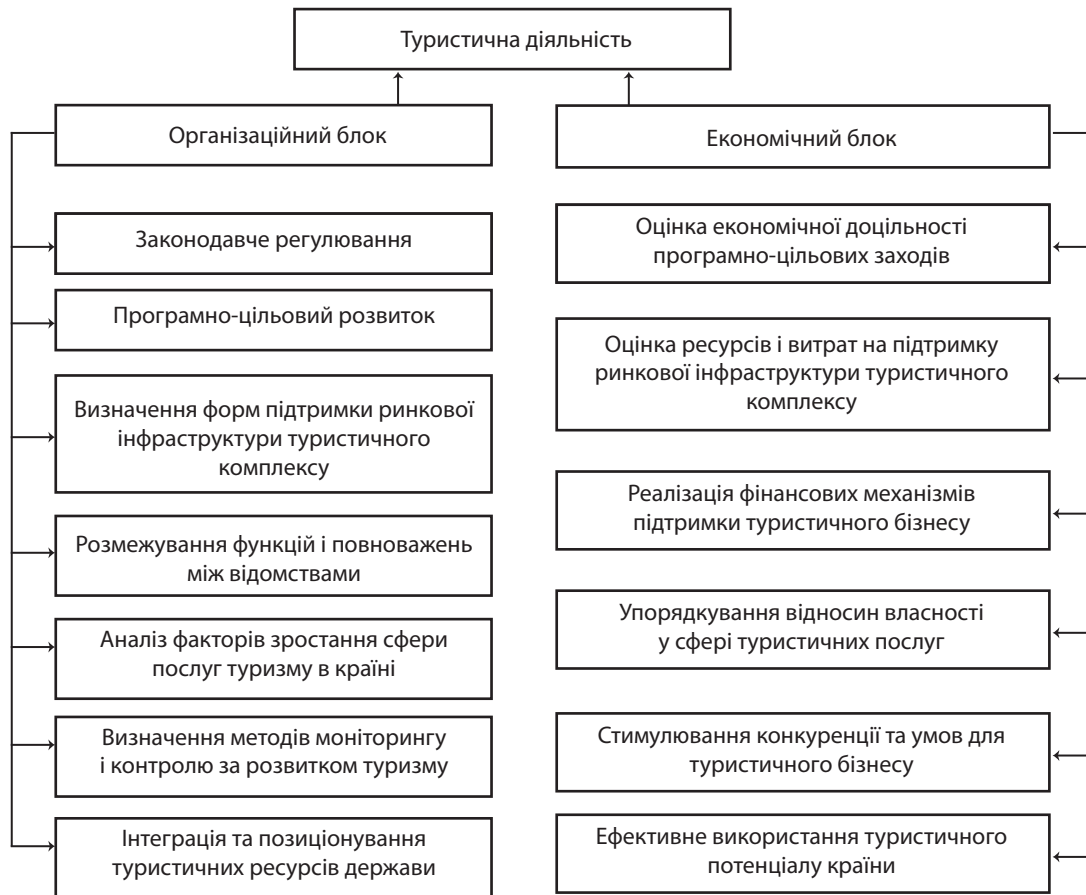 Туристична діяльність
Організаційний блок
Законодавче регулювання
Програмно-цільовий розвиток
Визначення форм підтримки ринкової
інфраструктури туристичного
комплексу
Розмежування функцій і повноважень
між відомствами
Аналіз факторів зростання сфери
послуг туризму в країні
Визначення методів моніторингу
і контролю за розвитком туризму
Інтеграція та позиціонування
туристичних ресурсів держави
Економічний блок
Оцінка економічної доцільності
програмно-цільових заходів
Оцінка ресурсів і витрат на підтримку
ринкової інфраструктури туристичного
комплексу
Реалізація фінансових механізмів
підтримки туристичного бізнесу
Упорядкування відносин власності
у сфері туристичних послуг
Стимулювання конкуренції та умов для
туристичного бізнесу
Ефективне використання туристичного
потенціалу країни